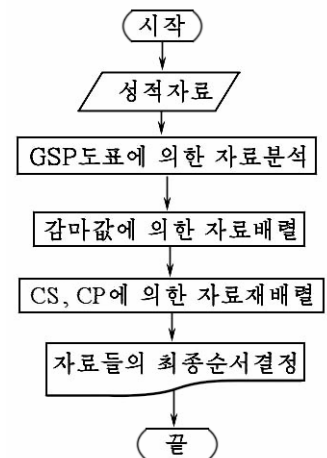 시작
성적자료
GSP도표에 의한 자료분석
감마값에 의한 자료배렬
CS, CP에 의한 자료재배렬
자료들의 최종순서결정
끝